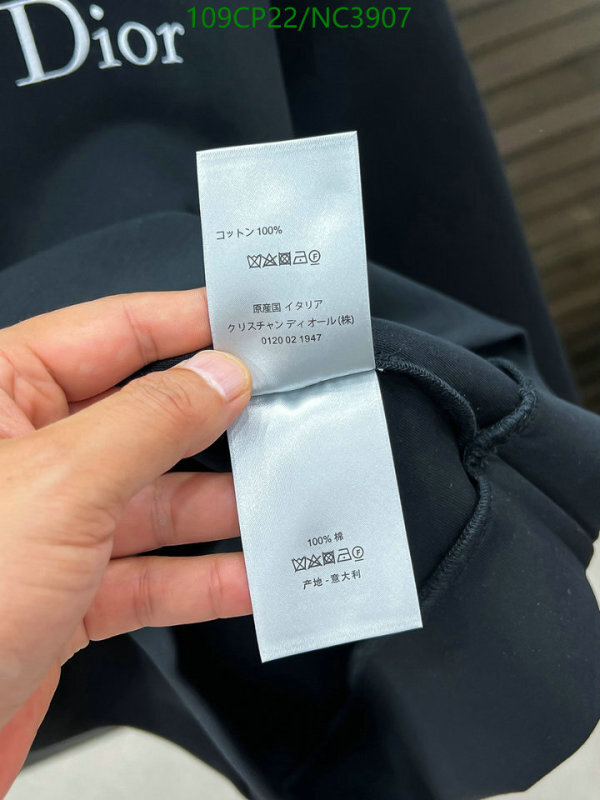 109CP22/NC3907
Dior
コットン 100%
原産国 イタリア
クリスチャン ディオール(株)
0120 02 1947
100% 棉
产地 - 意大利